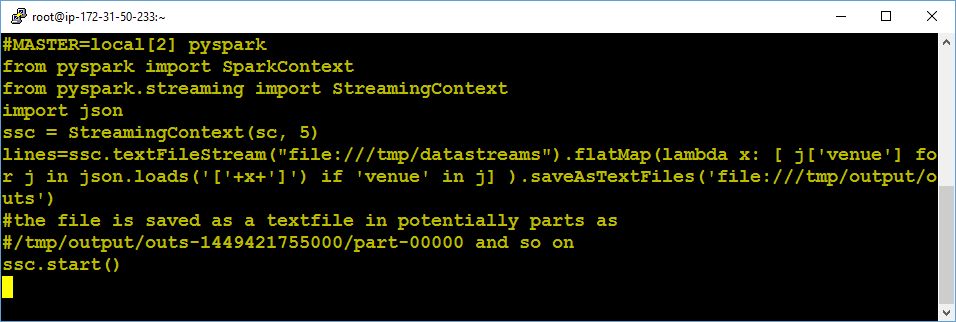 root@ip-172-31-50-233:~
#MASTER=local[2] pyspark
from pyspark import SparkContext
from pyspark.streaming import StreamingContext
import json
ssc = StreamingContext(sc, 5)
lines=ssc.textFileStream("file:///tmp/datastreams").flatMap(lambda x: [ j['venue'] fo
r j in json.loads('['+x+']') if 'venue' in j] ).saveAsTextFiles('file:///tmp/output/o
uts')
#the file is saved as a textfile in potentially parts as
#/tmp/output/outs-1449421755000/part-00000 and so on
ssc.start()